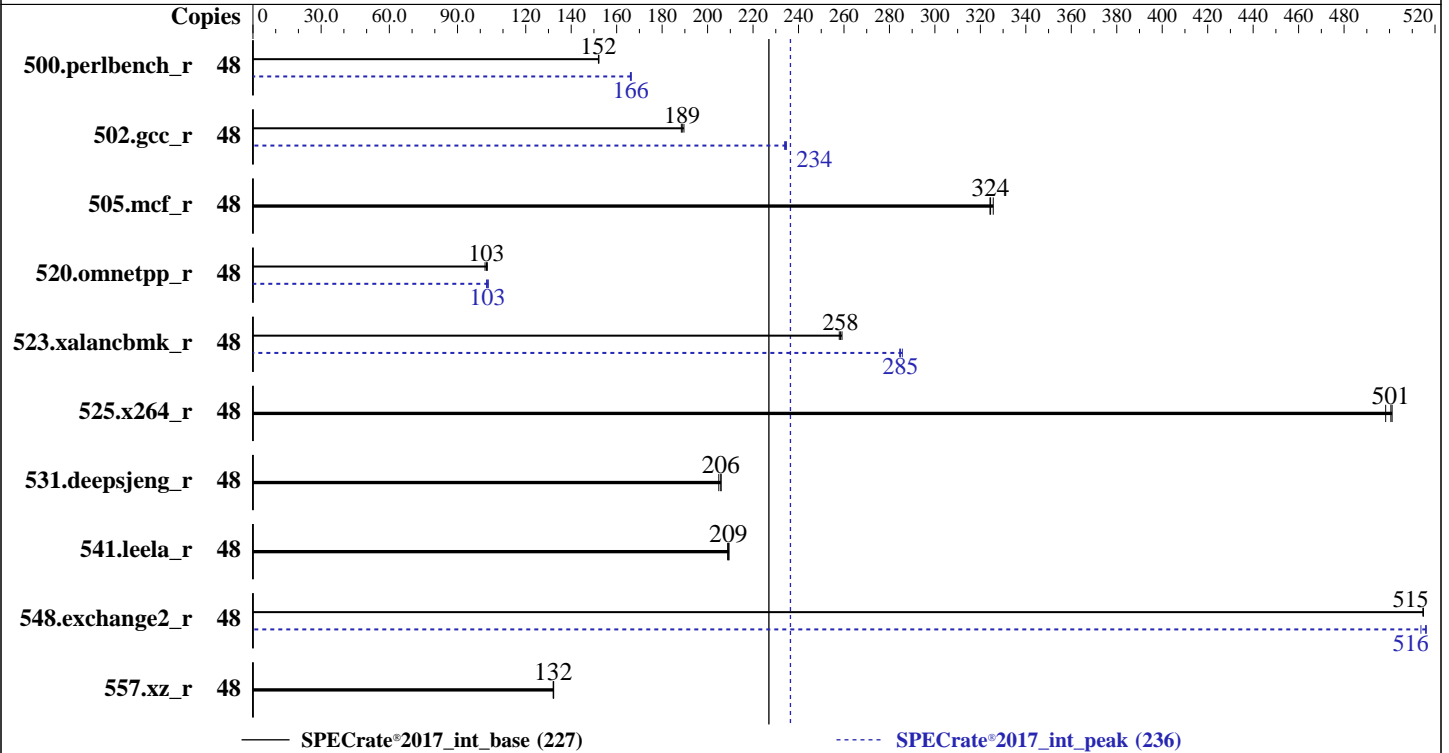 Copies 0 30.0 60.0 90.0 120 140 160 180 200 220 240 260 280 300 320 340 360 380 400 420 440 460 480 520
152
500.perlbench_r 48
166
189
502.gcc_r 48
234
324
505.mcf_r 48
103
520.omnetpp_r 48
103
258
523.xalancbmk_r 48
285
501
525.x264_r 48
206
531.deepsjeng_r 48
209
541.leela_r 48
515
548.exchange2_r 48
516
132
557.xz_r 48
SPECrate®2017_int_base (227) SPECrate®2017_int_peak (236)